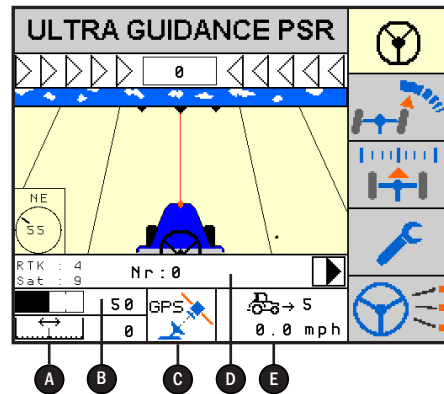 ULTRA GUIDANCE PSR
0
NE
55
RTK : 4
Sat : 9
Nr:0
50
GPS
→ 5
0
0.0 mph
A
B
C
D
E